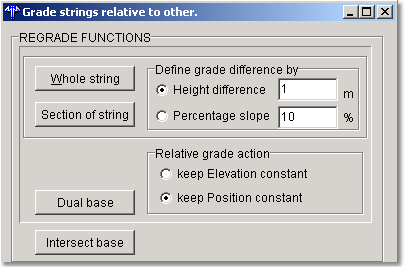 Grade strings relative to other.
REGRADE FUNCTIONS
Whole string
Section of string
Define grade difference by
Height difference 1 m
Percentage slope 10 %
Relative grade action
keep Elevation constant
keep Position constant
Dual base
Intersect base